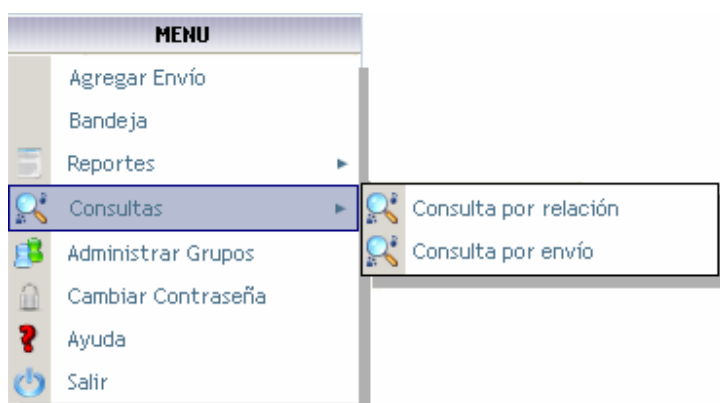 MENU
Agregar Envío
Bandeja
Reportes
Consultas
Consulta por relación
Consulta por envío
Administrar Grupos
Cambiar Contraseña
Ayuda
Salir